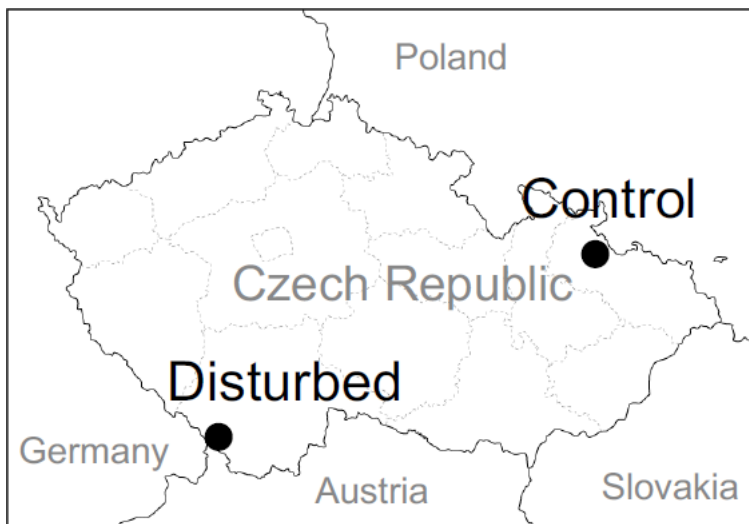 Poland
Control
Czech Republic
Disturbed
Germany
Austria
Slovakia